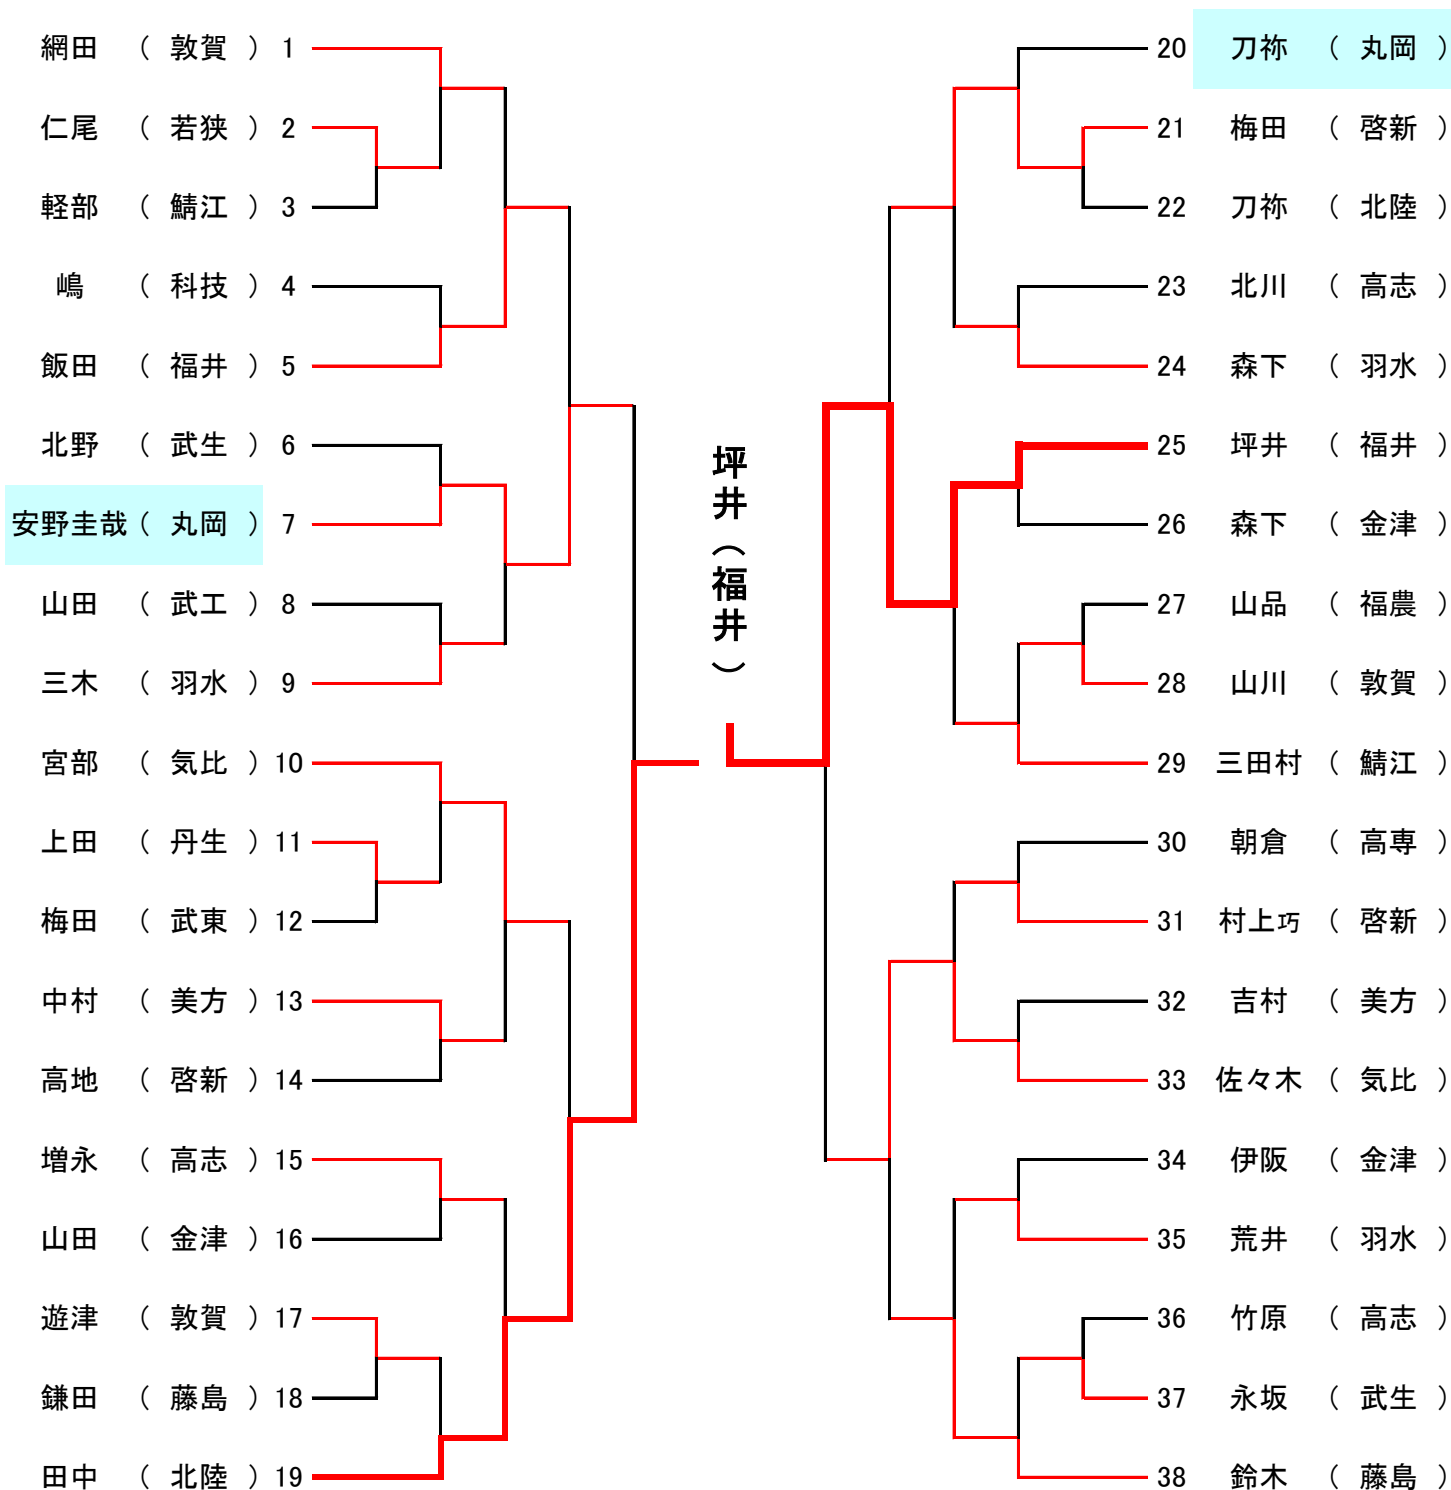 網田 （ 敦賀 ） 1
仁尾 （ 若狭 ） 2
軽部 （ 鯖江 ） 3
嶋 （ 科技 ） 4
飯田 （ 福井 ） 5
北野 （ 武生 ） 6
安野圭哉 （ 丸岡 ） 7
山田 （ 武工 ） 8
三木 （ 羽水 ） 9
宮部 （ 気比 ） 10
上田 （ 丹生 ） 11
梅田 （ 武東 ） 12
中村 （ 美方 ） 13
高地 （ 啓新 ） 14
増永 （ 高志 ） 15
山田 （ 金津 ） 16
遊津 （ 敦賀 ） 17
鎌田 （ 藤島 ） 18
田中 （ 北陸 ） 19
坪井（福井）
20 刀祢 （ 丸岡 ）
21 梅田 （ 啓新 ）
22 刀祢 （ 北陸 ）
23 北川 （ 高志 ）
24 森下 （ 羽水 ）
25 坪井 （ 福井 ）
26 森下 （ 金津 ）
27 山品 （ 福農 ）
28 山川 （ 敦賀 ）
29 三田村 （ 鯖江 ）
30 朝倉 （ 高専 ）
31 村上巧 （ 啓新 ）
32 吉村 （ 美方 ）
33 佐々木 （ 気比 ）
34 伊阪 （ 金津 ）
35 荒井 （ 羽水 ）
36 竹原 （ 高志 ）
37 永坂 （ 武生 ）
38 鈴木 （ 藤島 ）